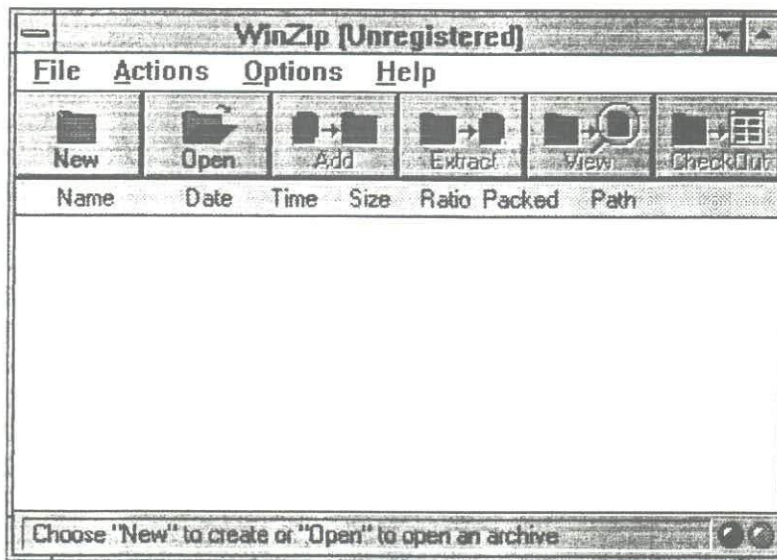 WinZip (Unregistered)
File Actions Options Help
New Open Add Extract View CheckOut
Name Date Time Size Ratio Packed Path
Choose "New" to create or "Open" to open an archive